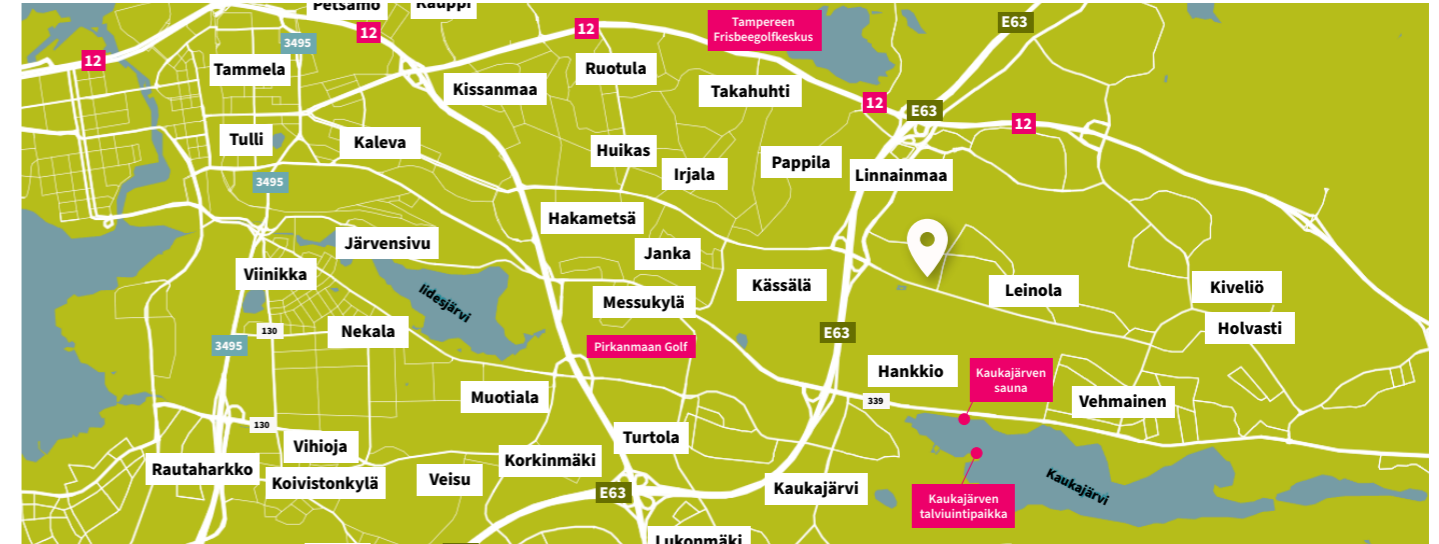 Petsamo
Kauppi
Tampereen
Frisbeegolfkeskus
E63
12
12
3495
12
Tammela
Ruotula
Kissanmaa
Takahuhti
12
E63
12
Tulli
Kaleva
Huikas
Irjala
Pappila
Linnainmaa
3495
Hakametsä
Järvensivu
Janka
Viinikka
Iidesjärvi
Messukylä
Kässälä
Leinola
Kiveliö
Holvasti
130
Nekala
3495
Pirkanmaan Golf
E63
Hankkio
Kaukajärven
sauna
339
Vehmainen
Muotiala
130
Vihioja
Turtola
Rautaharkko
Koivistonkylä
Veisu
Korkinmäki
E63
Kaukajärvi
Kaukajärven
talviuintipaikka
Kaukajärvi
Lukonmäki